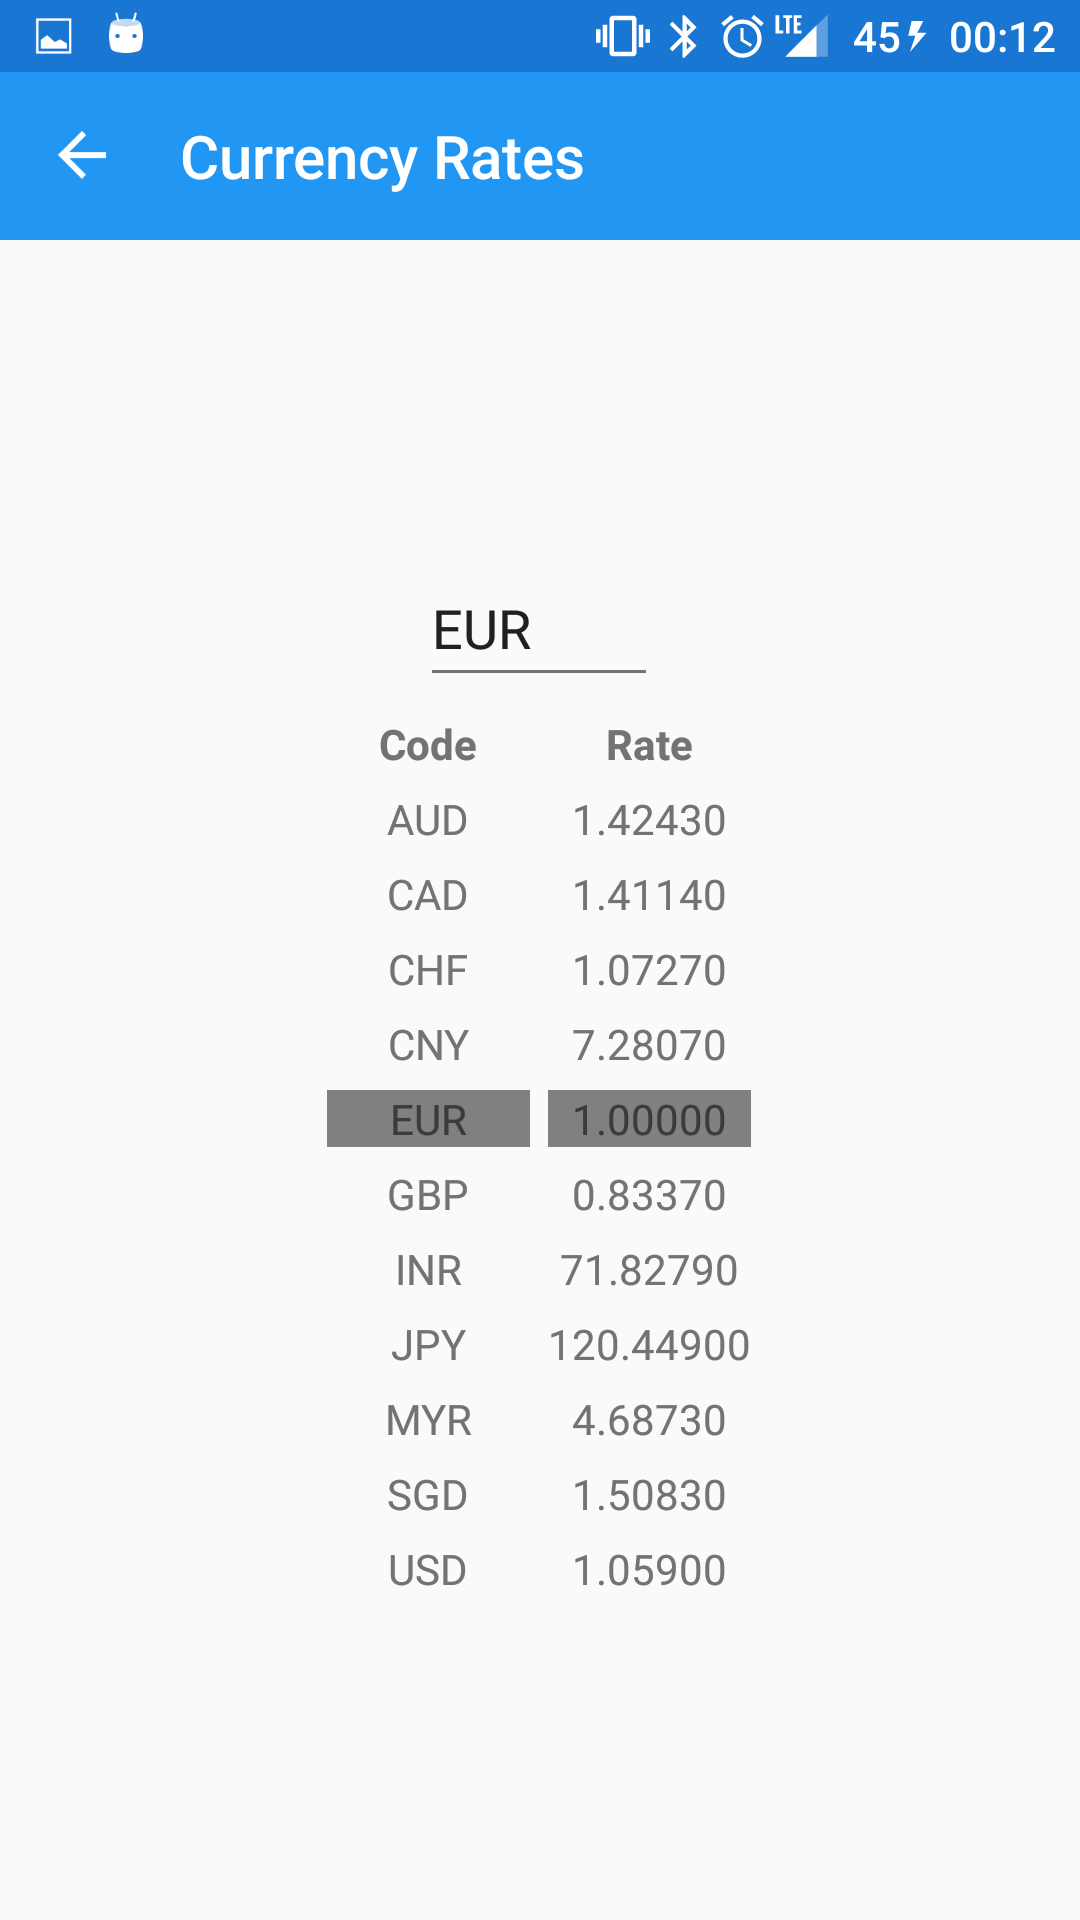 LTE 45 00:12
Currency Rates
EUR
Code Rate
AUD 1.42430
CAD 1.41140
CHF 1.07270
CNY 7.28070
EUR 1.00000
GBP 0.83370
INR 71.82790
JPY 120.44900
MYR 4.68730
SGD 1.50830
USD 1.05900